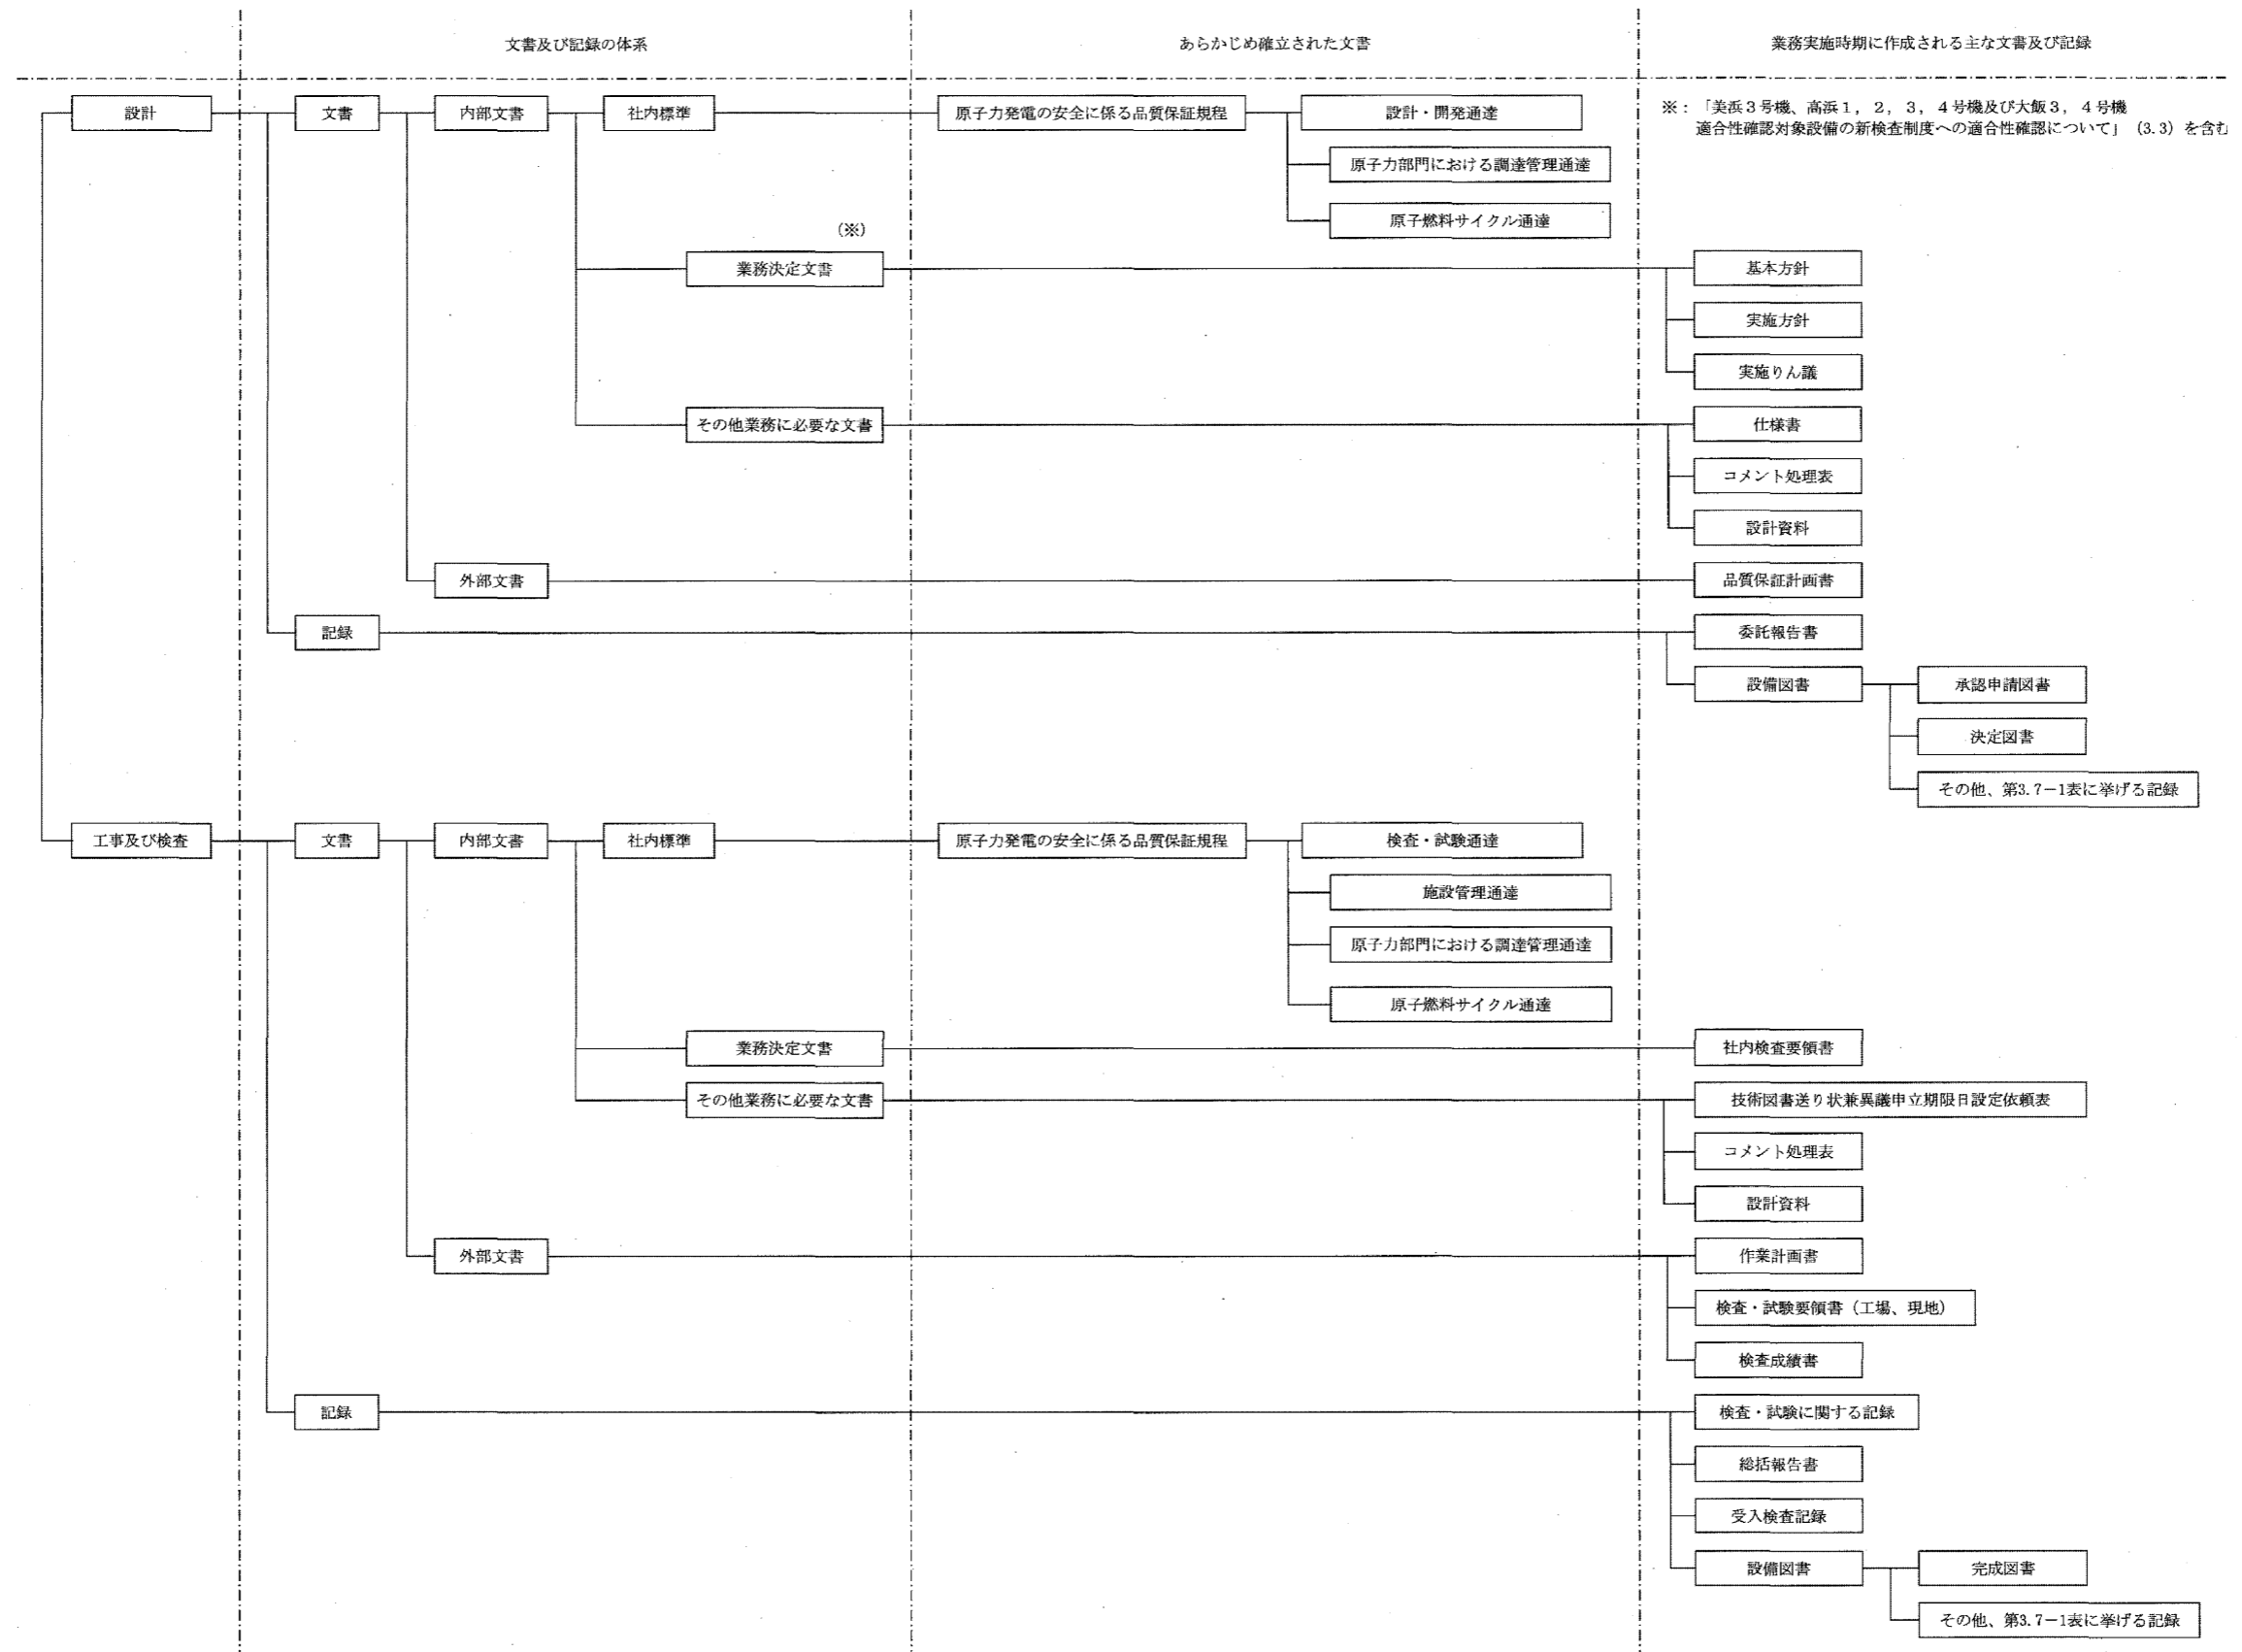 文書及び記録の体系
あらかじめ確立された文書
業務実施時期に作成される主な文書及び記録
設計
文書
内部文書
社内標準
原子力発電の安全に係る品質保証規程
設計・開発通達
※：「美浜３号機、高浜１，２，３，４号機及び大飯３，４号機
適合性確認対象設備の新検査制度への適合性確認について」（3.3）を含む
原子力部門における調達管理通達
原子燃料サイクル通達
（※）
業務決定文書
基本方針
実施方針
実施りん議
その他業務に必要な文書
仕様書
コメント処理表
設計資料
外部文書
品質保証計画書
記録
委託報告書
設備図書
承認申請図書
決定図書
その他、第3.7－1表に挙げる記録
工事及び検査
文書
内部文書
社内標準
原子力発電の安全に係る品質保証規程
検査・試験通達
施設管理通達
原子力部門における調達管理通達
原子燃料サイクル通達
業務決定文書
社内検査要領書
その他業務に必要な文書
技術図書送り状兼異議申立期限日設定依頼表
コメント処理表
設計資料
外部文書
作業計画書
検査・試験要領書（工場、現地）
検査成績書
記録
検査・試験に関する記録
総括報告書
受入検査記録
設備図書
完成図書
その他、第3.7－1表に挙げる記録